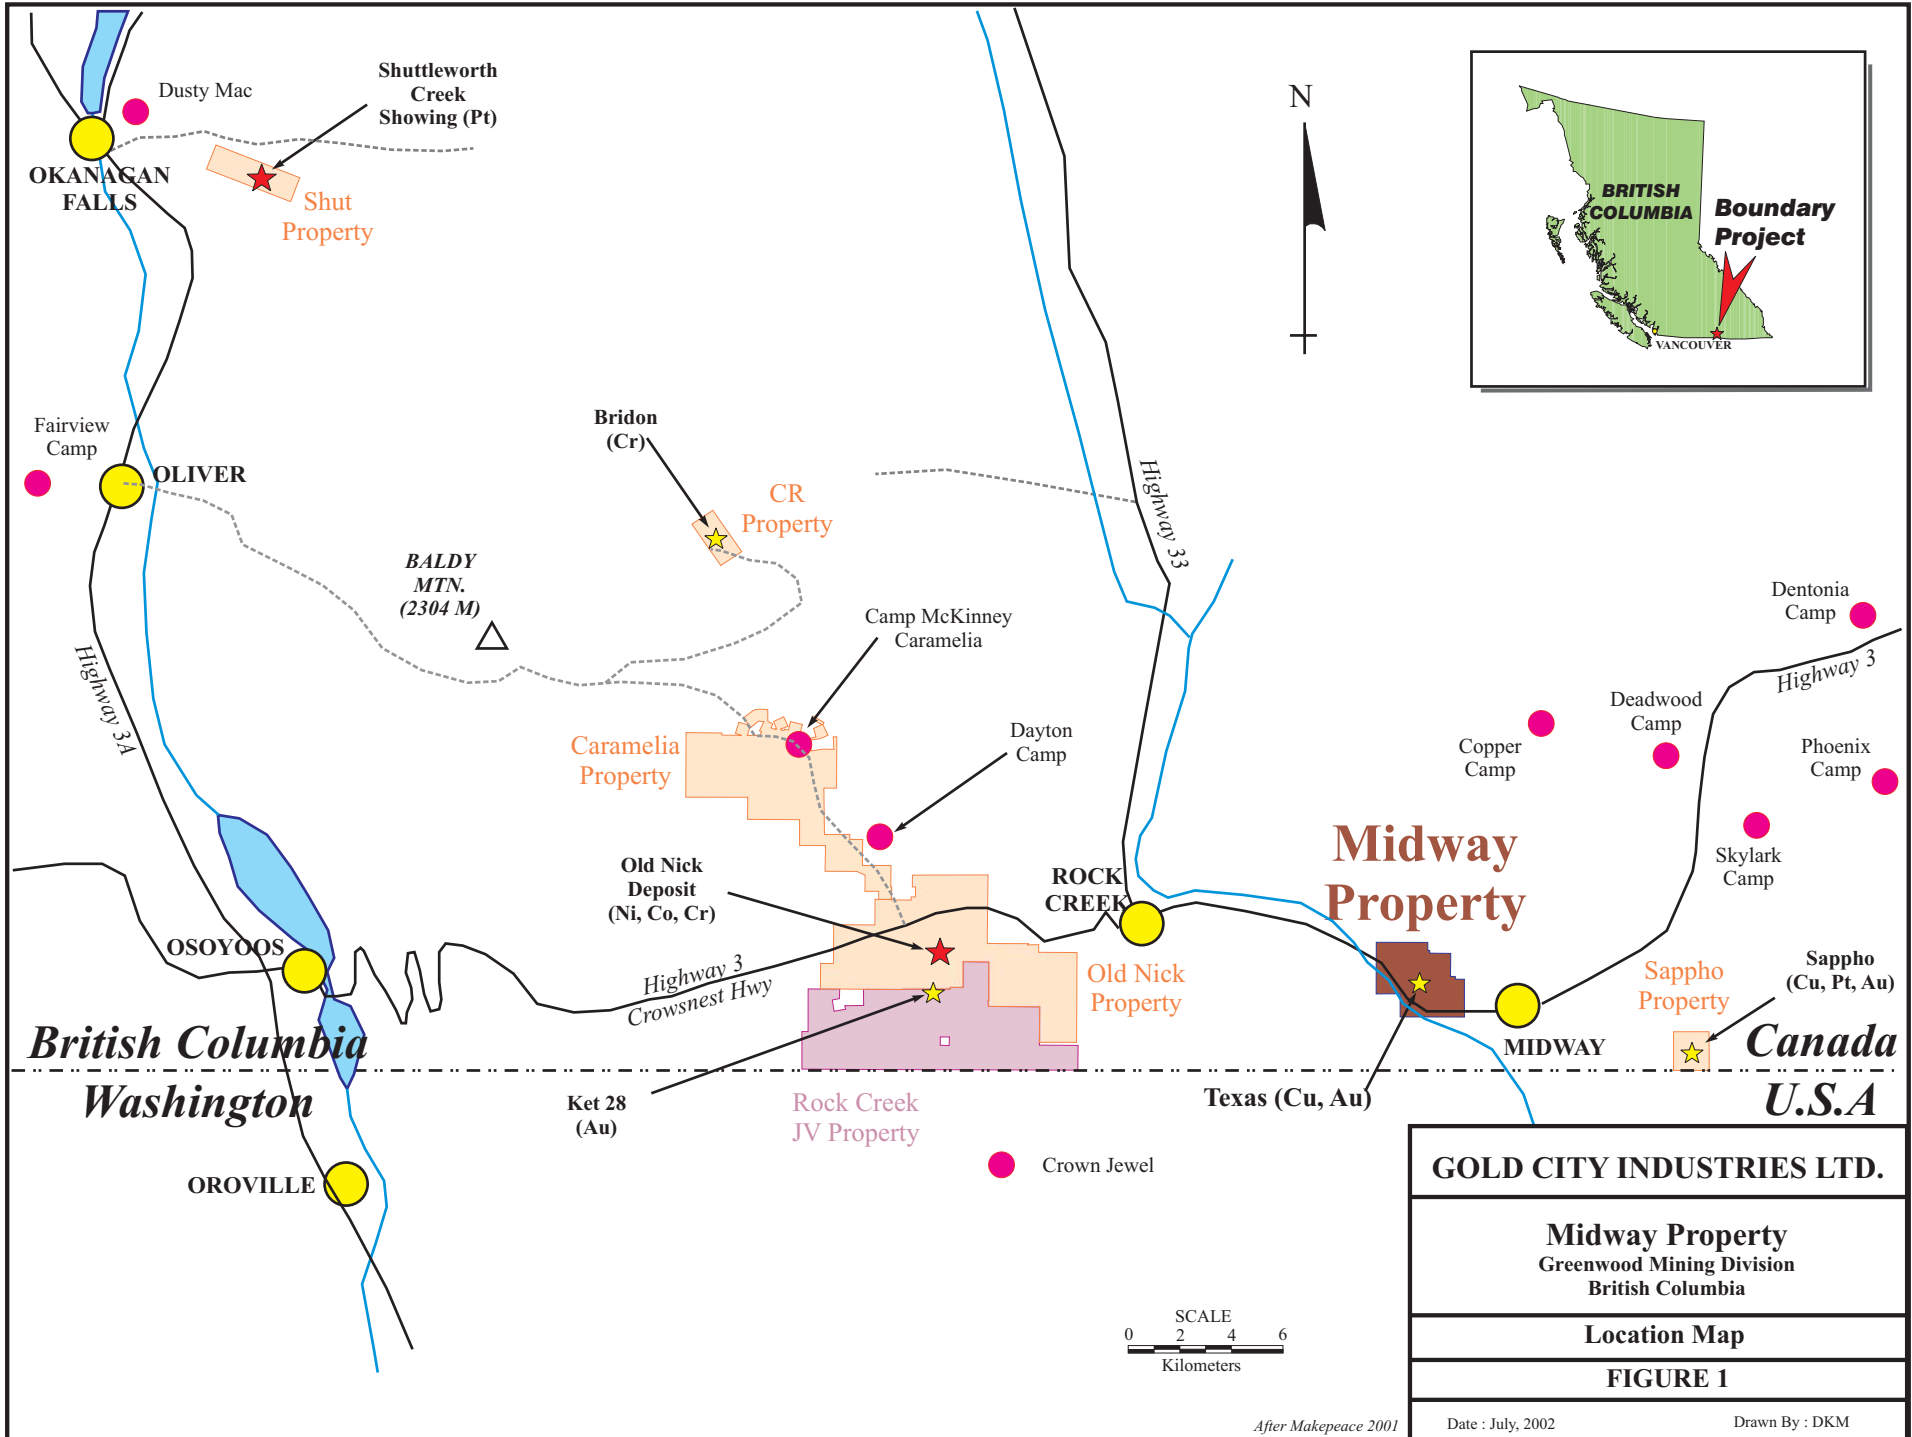 Dusty Mac
Shuttleworth
Creek
Showing (Pt)
OKANAGAN
FALLS
Shut
Property
N
BRITISH
COLUMBIA
Boundary
Project
VANCOUVER
Fairview
Camp
OLIVER
Bridon
(Cr)
CR
Property
Highway 33
BALDY
MTN.
(2304 M)
Camp McKinney
Caramelia
Dentonia
Camp
Highway 3
Highway 3A
Caramelia
Property
Dayton
Camp
Copper
Camp
Deadwood
Camp
Phoenix
Camp
Skylark
Camp
Midway
Property
Old Nick
Deposit
(Ni, Co, Cr)
ROCK
CREEK
OSOYOOS
Highway 3
Crowsnest Hwy
Old Nick
Property
Sappho
Property
Sappho
(Cu, Pt, Au)
MIDWAY
British Columbia
Canada
Washington
U.S.A
Ket 28
(Au)
Rock Creek
JV Property
Texas (Cu, Au)
Crown Jewel
OROVILLE
GOLD CITY INDUSTRIES LTD.
Midway Property
Greenwood Mining Division
British Columbia
Location Map
FIGURE 1
Date : July, 2002
Drawn By : DKM
SCALE
0 2 4 6
Kilometers
After Makepeace 2001